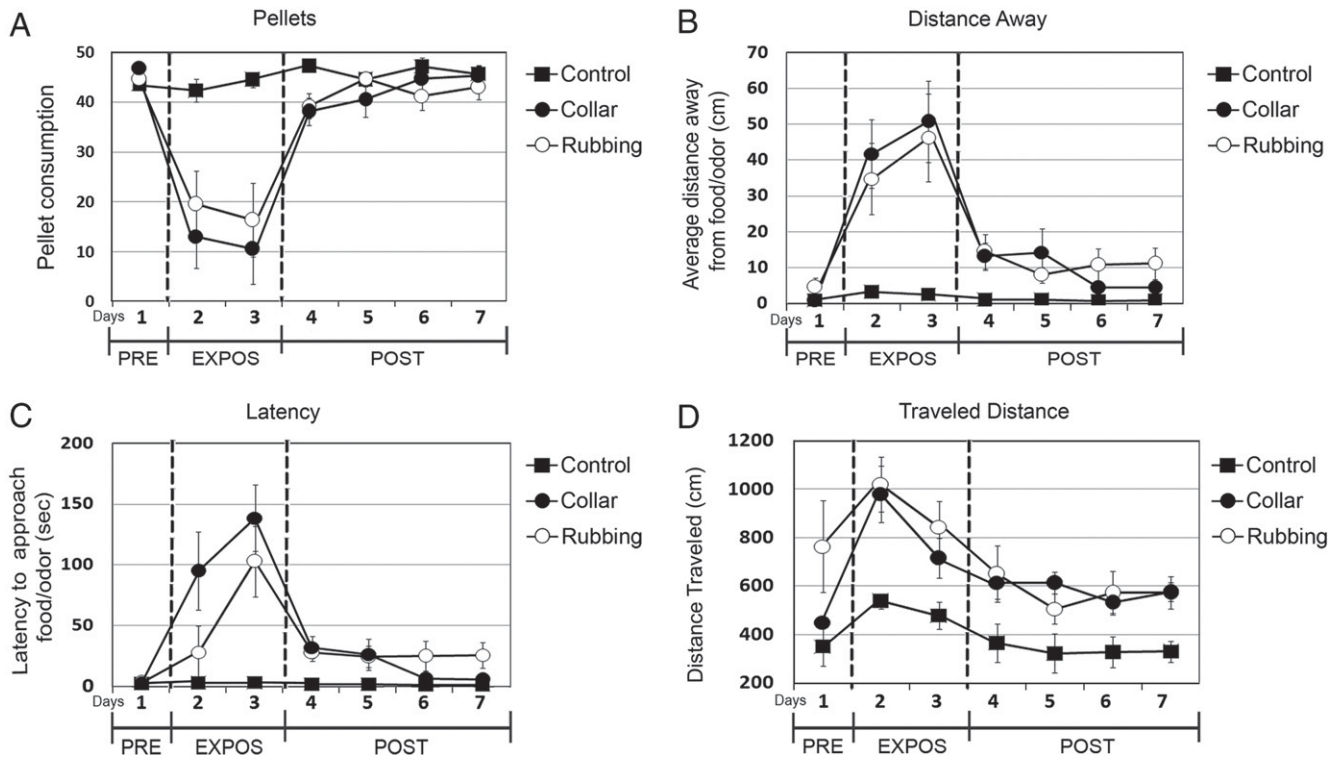 A
Pellets
Pellet consumption
50
40
30
20
10
0
Control
Collar
Rubbing
Days 1 2 3 4 5 6 7
PRE EXPOS POST
B
Distance Away
Average distance away
from food/odor (cm)
70
60
50
40
30
20
10
0
Control
Collar
Rubbing
Days 1 2 3 4 5 6 7
PRE EXPOS POST
C
Latency
Latency to approach
food/odor (sec)
200
150
100
50
0
Control
Collar
Rubbing
Days 1 2 3 4 5 6 7
PRE EXPOS POST
D
Traveled Distance
Distance Traveled (cm)
1200
1000
800
600
400
200
Control
Collar
Rubbing
Days 1 2 3 4 5 6 7
PRE EXPOS POST